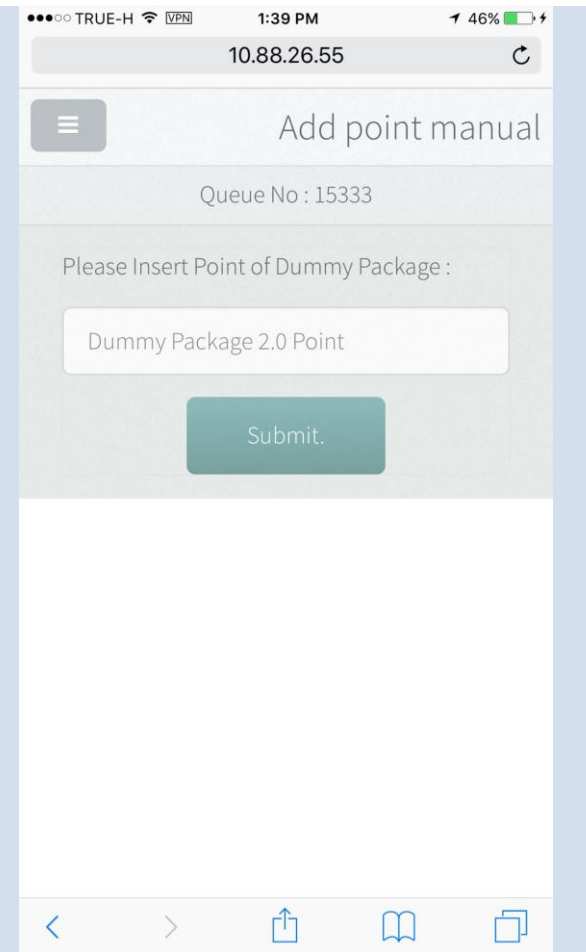 TRUE-H VPN 1:39 PM 46%
10.88.26.55
Add point manual
Queue No : 15333
Please Insert Point of Dummy Package :
Dummy Package 2.0 Point
Submit.